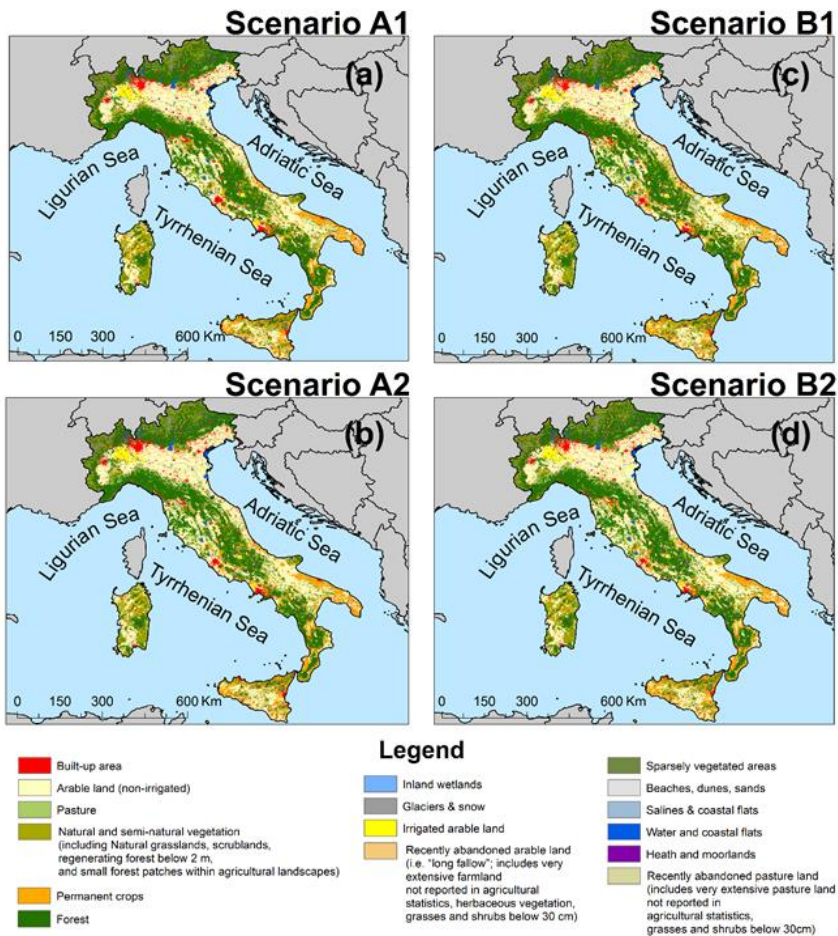 Scenario A1
(a)
Ligurian Sea
Adriatic Sea
Tyrrhenian Sea
0 150 300 600 Km
Scenario B1
(c)
Ligurian Sea
Adriatic Sea
Tyrrhenian Sea
0 150 300 600 Km
Scenario A2
(b)
Ligurian Sea
Adriatic Sea
Tyrrhenian Sea
0 150 300 600 Km
Scenario B2
(d)
Ligurian Sea
Adriatic Sea
Tyrrhenian Sea
0 150 300 600 Km
Legend
Built-up area
Arable land (non-irrigated)
Pasture
Natural and semi-natural vegetation
(including Natural grasslands, scrublands,
regenerating forest below 2 m,
and small forest patches within agricultural landscapes)
Permanent crops
Forest
Inland wetlands
Glaciers & snow
Irrigated arable land
Recently abandoned arable land
(i.e. "long fallow"; includes very
extensive farmland
not reported in agricultural
statistics, herbaceous vegetation,
grasses and shrubs below 30 cm)
Sparsely vegetated areas
Beaches, dunes, sands
Salines & coastal flats
Water and coastal flats
Heath and moorlands
Recently abandoned pasture land
(includes very extensive pasture land
not reported in
agricultural statistics,
grasses and shrubs below 30cm)